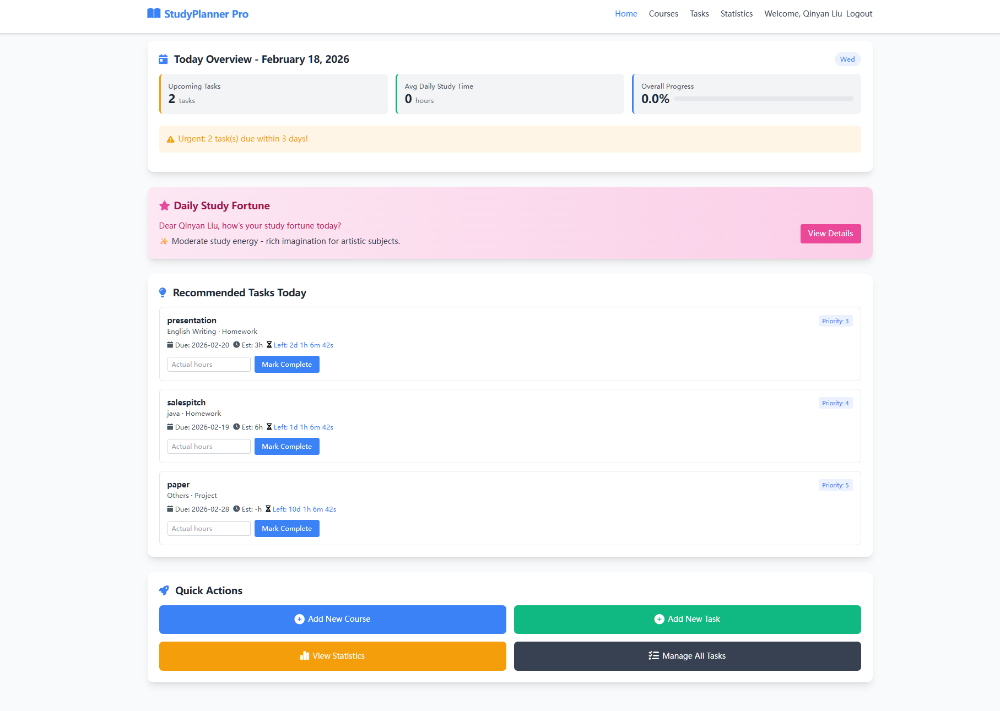 StudyPlanner Pro
Home Courses Tasks Statistics Welcome, Qinyan Liu Logout
Today Overview - February 18, 2026
Wed
Upcoming Tasks
2 tasks
Avg Daily Study Time
0 hours
Overall Progress
0.0%
Urgent: 2 task(s) due within 3 days!
Daily Study Fortune
Dear Qinyan Liu, how's your study fortune today?
✨ Moderate study energy - rich imagination for artistic subjects.
View Details
Recommended Tasks Today
presentation
Priority: 3
English Writing · Homework
Due: 2026-02-20 Est: 3h Left: 2d 1h 6m 42s
Actual hours
Mark Complete
salespitch
Priority: 4
java · Homework
Due: 2026-02-19 Est: 6h Left: 1d 1h 6m 42s
Actual hours
Mark Complete
paper
Priority: 5
Others · Project
Due: 2026-02-28 Est: -h Left: 10d 1h 6m 42s
Actual hours
Mark Complete
Quick Actions
Add New Course
Add New Task
View Statistics
Manage All Tasks